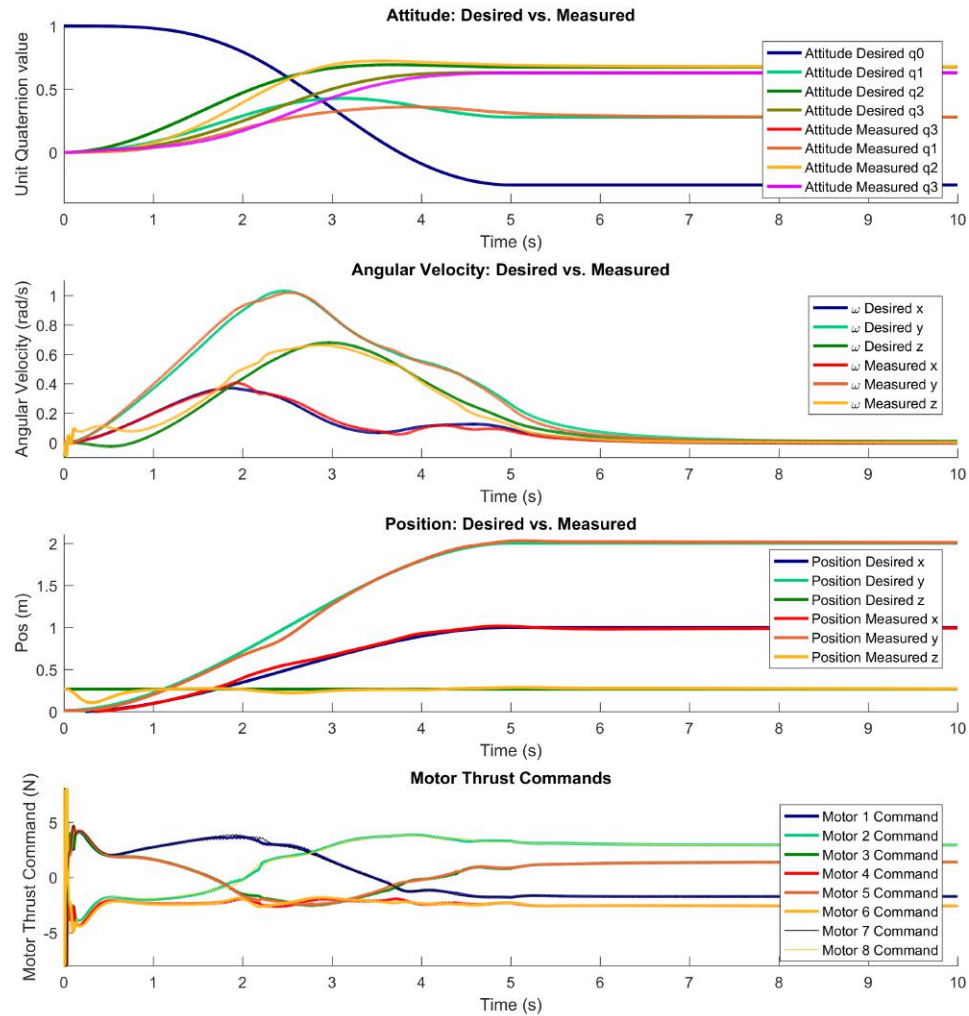 Attitude: Desired vs. Measured
Unit Quaternion value
1
0.5
0
Attitude Desired q0
Attitude Desired q1
Attitude Desired q2
Attitude Desired q3
Attitude Measured q3
Attitude Measured q1
Attitude Measured q2
Attitude Measured q3
0 1 2 3 4 5 6 7 8 9 10
Time (s)
Angular Velocity: Desired vs. Measured
Angular Velocity (rad/s)
1
0.8
0.6
0.4
0.2
0
ω Desired x
ω Desired y
ω Desired z
ω Measured x
ω Measured y
ω Measured z
0 1 2 3 4 5 6 7 8 9 10
Time (s)
Position: Desired vs. Measured
Pos (m)
2
1.5
1
0.5
0
Position Desired x
Position Desired y
Position Desired z
Position Measured x
Position Measured y
Position Measured z
0 1 2 3 4 5 6 7 8 9 10
Time (s)
Motor Thrust Commands
Motor Thrust Command (N)
5
0
-5
Motor 1 Command
Motor 2 Command
Motor 3 Command
Motor 4 Command
Motor 5 Command
Motor 6 Command
Motor 7 Command
Motor 8 Command
0 1 2 3 4 5 6 7 8 9 10
Time (s)